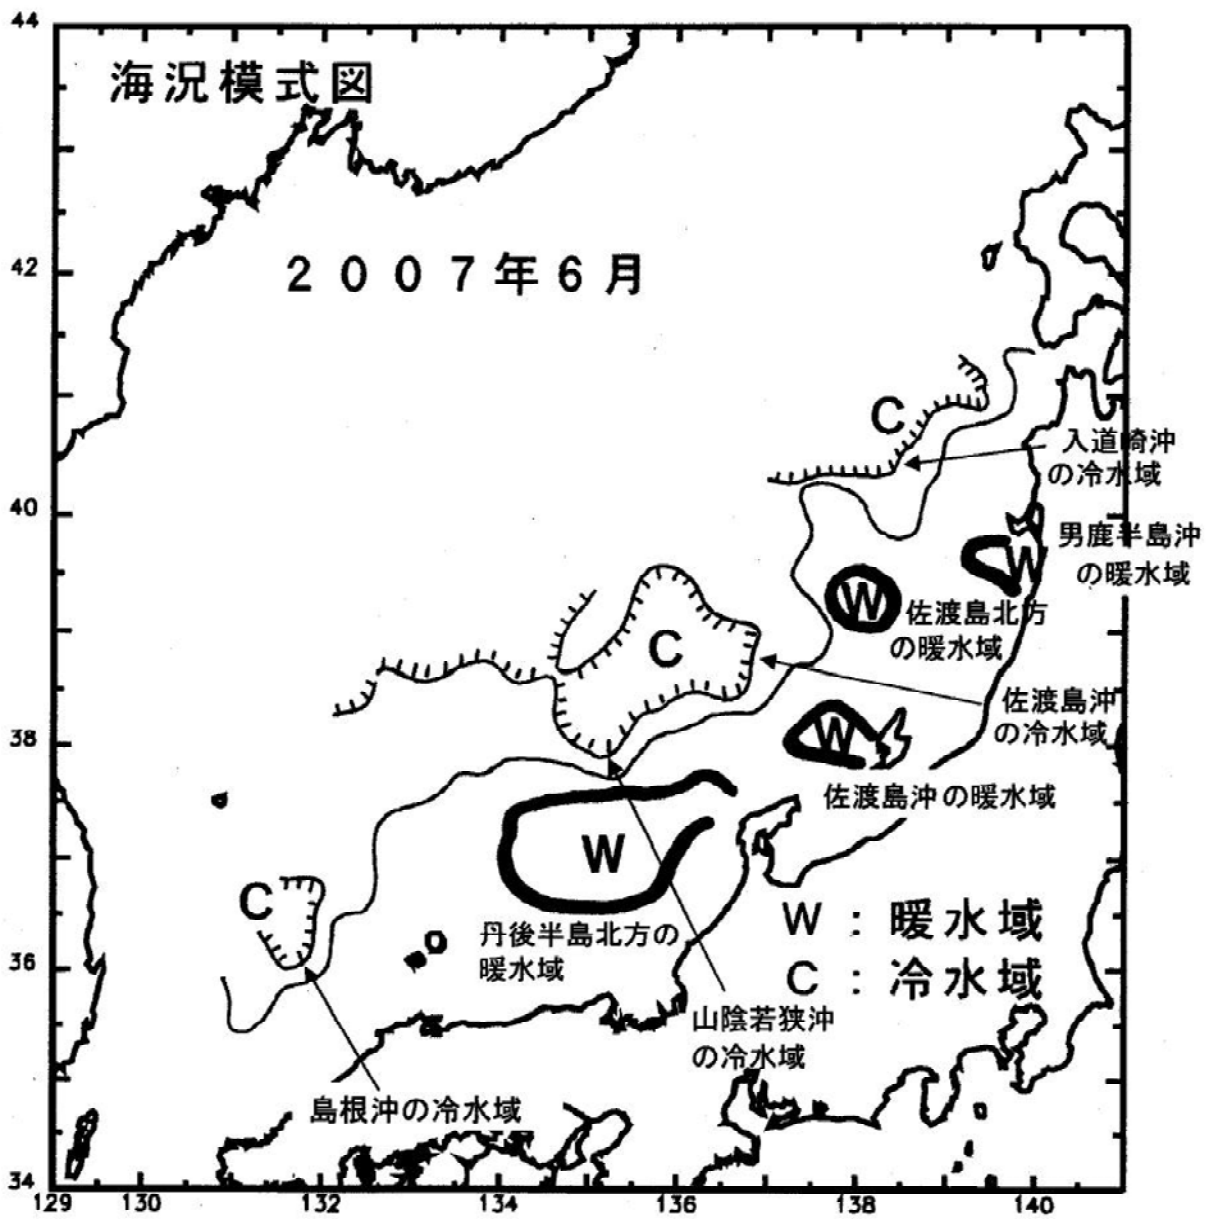 44
海況模式図
2007年6月
42
C
入道崎沖
の冷水域
40
男鹿半島沖
の暖水域
W
W
佐渡島北方
の暖水域
C
佐渡島沖
の冷水域
38
W
佐渡島沖の暖水域
W
C
W:暖水域
丹後半島北方の
暖水域
36
C:冷水域
山陰若狭沖
の冷水域
島根沖の冷水域
34
129 130 132 134 136 138 140